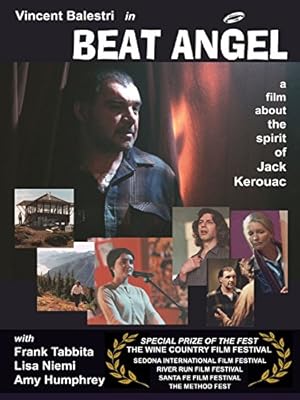 Vincent Balestri in
BEAT ANGEL
a
film
about
the
spirit
of
Jack
Kerouac
with
Frank Tabbita
Lisa Niemi
Amy Humphrey
SPECIAL PRIZE OF THE FEST
THE WINE COUNTRY FILM FESTIVAL
SEDONA INTERNATIONAL FILM FESTIVAL
RIVER RUN FILM FESTIVAL
SANTA FE FILM FESTIVAL
THE METHOD FEST